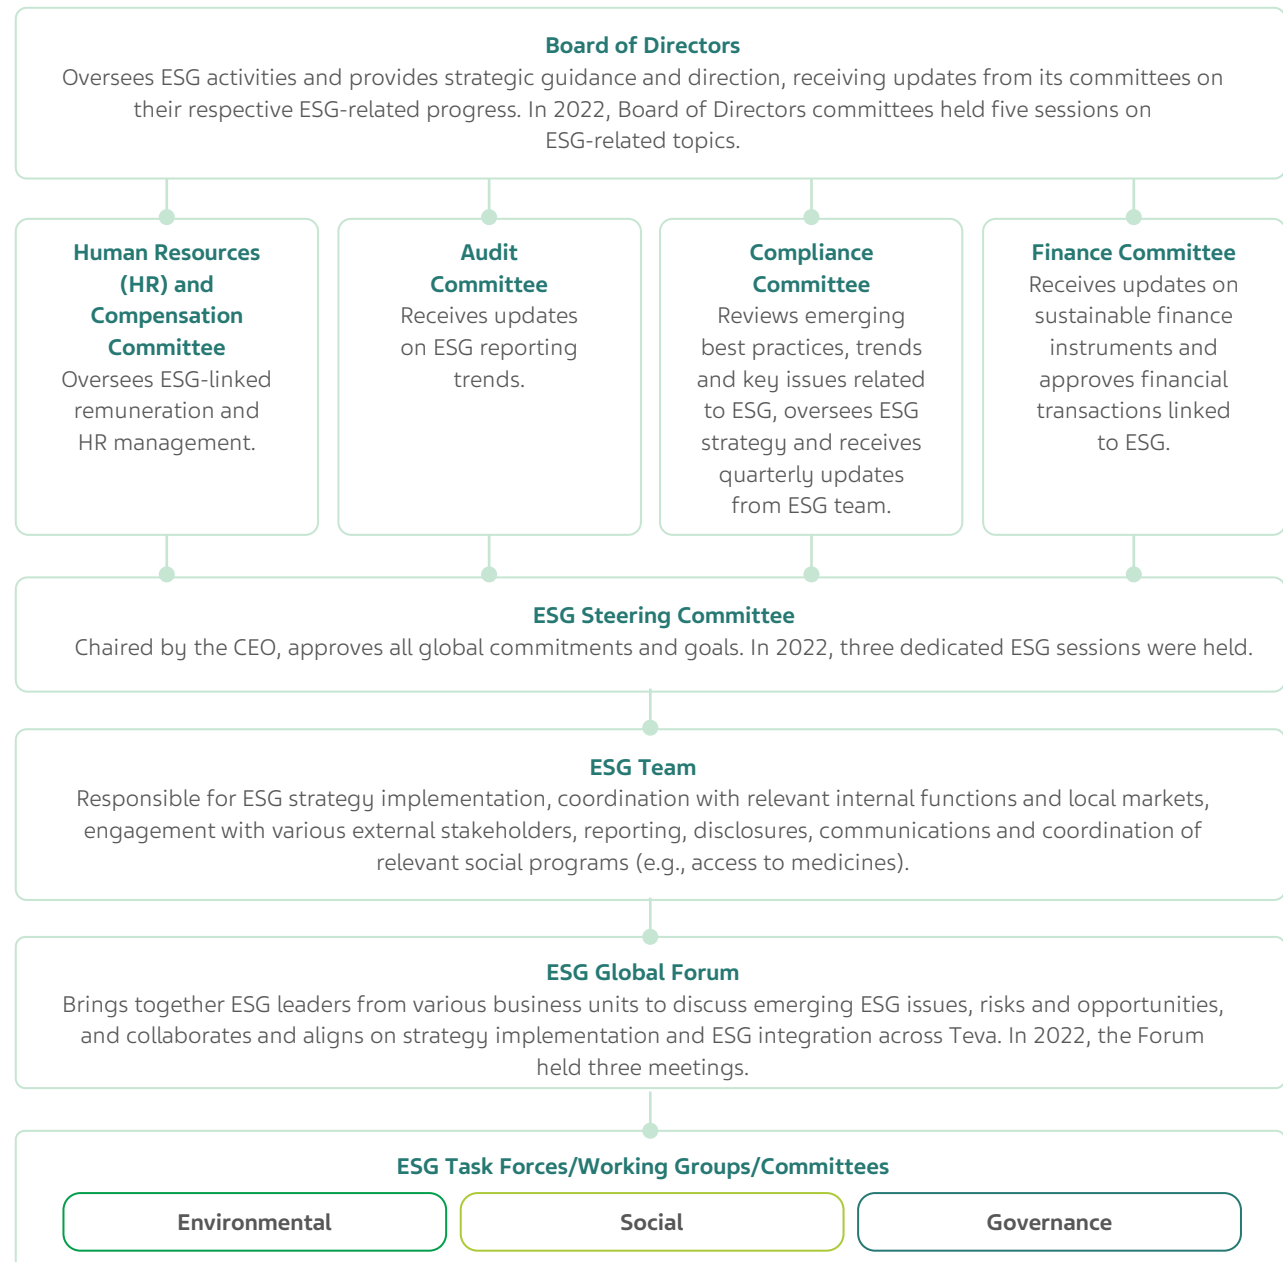 Board of Directors
Oversees ESG activities and provides strategic guidance and direction, receiving updates from its committees on
their respective ESG-related progress. In 2022, Board of Directors committees held five sessions on
ESG-related topics.
Human Resources
(HR) and
Compensation
Committee
Oversees ESG-linked
remuneration and
HR management.
Audit
Committee
Receives updates
on ESG reporting
trends.
Compliance
Committee
Reviews emerging
best practices, trends
and key issues related
to ESG, oversees ESG
strategy and receives
quarterly updates
from ESG team.
Finance Committee
Receives updates on
sustainable finance
instruments and
approves financial
transactions linked
to ESG.
ESG Steering Committee
Chaired by the CEO, approves all global commitments and goals. In 2022, three dedicated ESG sessions were held.
ESG Team
Responsible for ESG strategy implementation, coordination with relevant internal functions and local markets,
engagement with various external stakeholders, reporting, disclosures, communications and coordination of
relevant social programs (e.g., access to medicines).
ESG Global Forum
Brings together ESG leaders from various business units to discuss emerging ESG issues, risks and opportunities,
and collaborates and aligns on strategy implementation and ESG integration across Teva. In 2022, the Forum
held three meetings.
ESG Task Forces/Working Groups/Committees
Environmental
Social
Governance